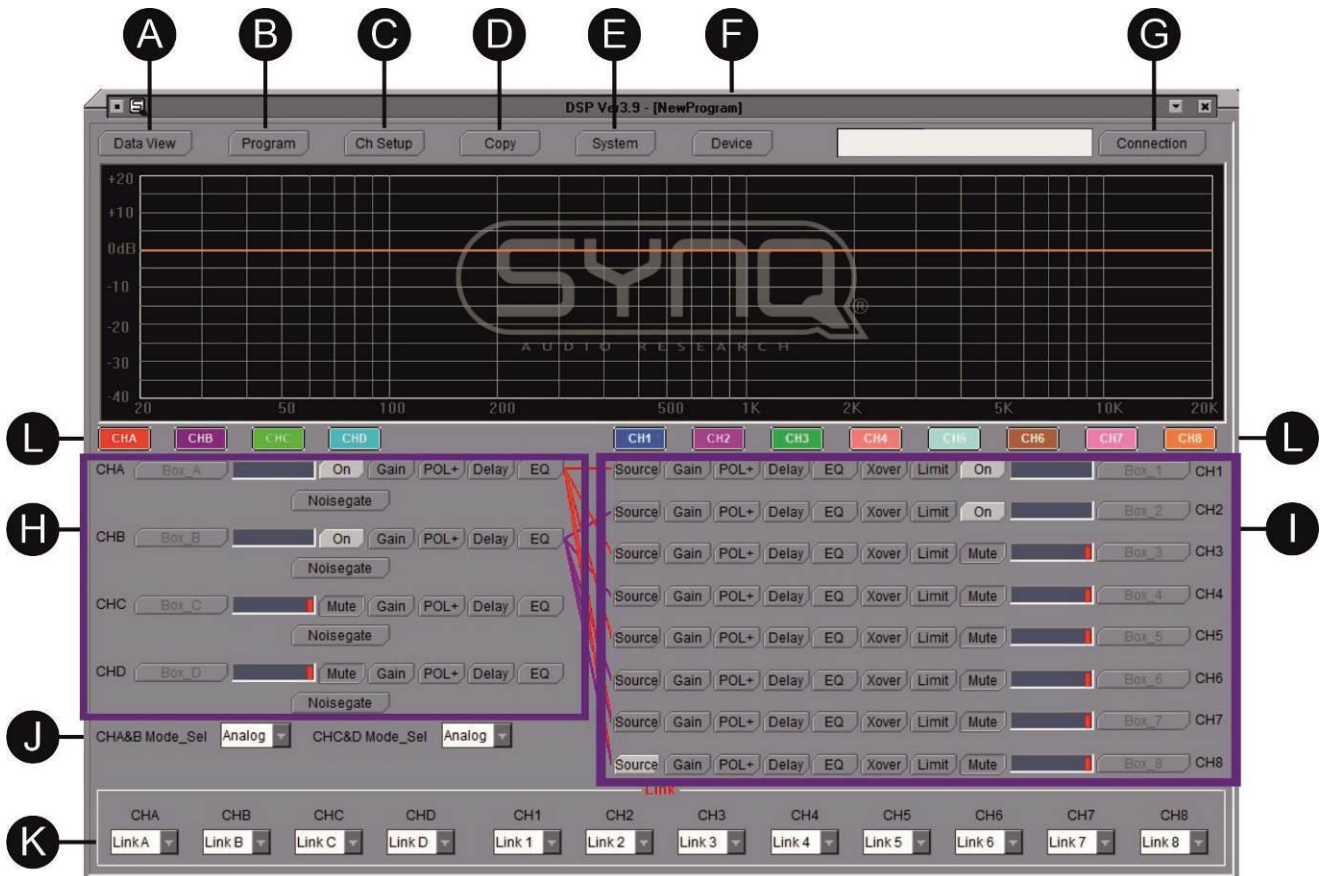 A B C D E F G
DSP Ver3.9 - [NewProgram]
Data View Program Ch Setup Copy System Device Connection
+20
+10
0dB
-10
-20
-30
-40
SYNQ®
AUDIO RESEARCH
20 50 100 200 500 1K 2K 5K 10K 20K
L CHA CHB CHC CHD CH1 CH2 CH3 CH4 CH5 CH6 CH7 CH8 L
H
CHA Box_A On Gain POL+ Delay EQ
Noisegate
CHB Box_B On Gain POL+ Delay EQ
Noisegate
CHC Box_C Mute Gain POL+ Delay EQ
Noisegate
CHD Box_D Mute Gain POL+ Delay EQ
Noisegate
Source Gain POL+ Delay EQ Xover Limit On Box_1 CH1
Source Gain POL+ Delay EQ Xover Limit On Box_2 CH2
Source Gain POL+ Delay EQ Xover Limit Mute Box_3 CH3
Source Gain POL+ Delay EQ Xover Limit Mute Box_4 CH4
Source Gain POL+ Delay EQ Xover Limit Mute Box_5 CH5
Source Gain POL+ Delay EQ Xover Limit Mute Box_6 CH6
Source Gain POL+ Delay EQ Xover Limit Mute Box_7 CH7
Source Gain POL+ Delay EQ Xover Limit Mute Box_8 CH8
I
J CHA&B Mode_Sel Analog CHC&D Mode_Sel Analog
Link
CHA CHB CHC CHD CH1 CH2 CH3 CH4 CH5 CH6 CH7 CH8
K LinkA Link B Link C Link D Link 1 Link 2 Link 3 Link 4 Link 5 Link 6 Link 7 Link 8